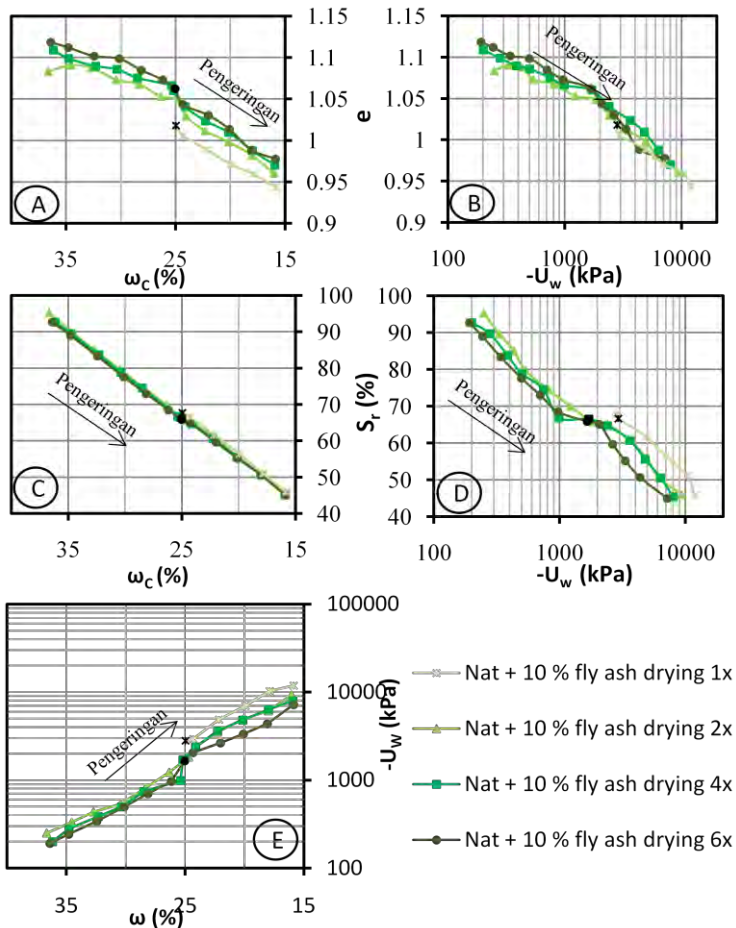 1.15
1.10
1.05
1
0.95
0.9
e
Pengeringan
A
35
25
15
ωc (%)
1.15
1.10
1.05
1
0.95
0.9
e
Pengeringan
B
100
1000
10000
-Uw (kPa)
100
90
80
70
60
50
40
Sr (%)
Pengeringan
C
35
25
15
ωc (%)
100
90
80
70
60
50
40
Pengeringan
D
100
1000
10000
-Uw (kPa)
100000
10000
1000
100
-Uw (kPa)
Pengeringan
E
35
25
15
ω (%)
Nat + 10 % fly ash drying 1x
Nat + 10 % fly ash drying 2x
Nat + 10 % fly ash drying 4x
Nat + 10 % fly ash drying 6x